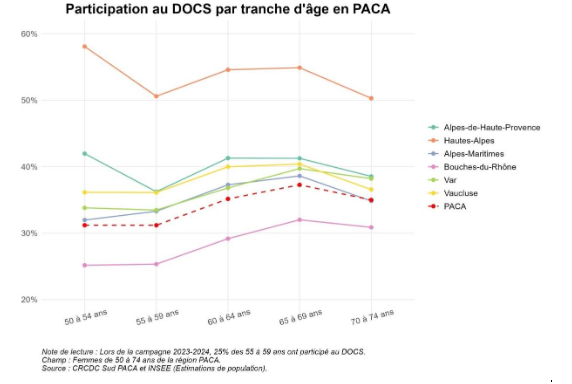 Participation au DOCS par tranche d'âge en PACA
60%
50%
40%
30%
20%
50 à 54 ans
55 à 59 ans
60 à 64 ans
65 à 69 ans
70 à 74 ans
Alpes-de-Haute-Provence
Hautes-Alpes
Alpes-Maritimes
Bouches-du-Rhône
Var
Vaucluse
PACA
Note de lecture : Lors de la campagne 2023-2024, 25% des 55 à 59 ans ont participé au DOCS.
Champ : Femmes de 50 à 74 ans de la région PACA.
Source : CRCDC Sud PACA et INSEE (Estimations de population).